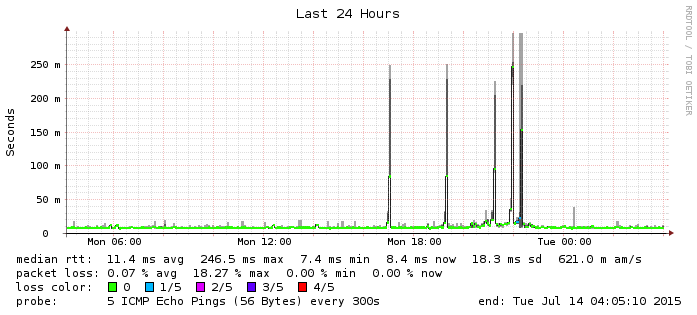 Last 24 Hours
RRDTOOL / TOBI OETIKER
Seconds
250 m
200 m
150 m
100 m
50 m
0
Mon 06:00 Mon 12:00 Mon 18:00 Tue 00:00
median rtt: 11.4 ms avg 246.5 ms max 7.4 ms min 8.4 ms now 18.3 ms sd 621.0 m am/s
packet loss: 0.07 % avg 18.27 % max 0.00 % min 0.00 % now
loss color: 0 1/5 2/5 3/5 4/5
probe: 5 ICMP Echo Pings (56 Bytes) every 300s end: Tue Jul 14 04:05:10 2015